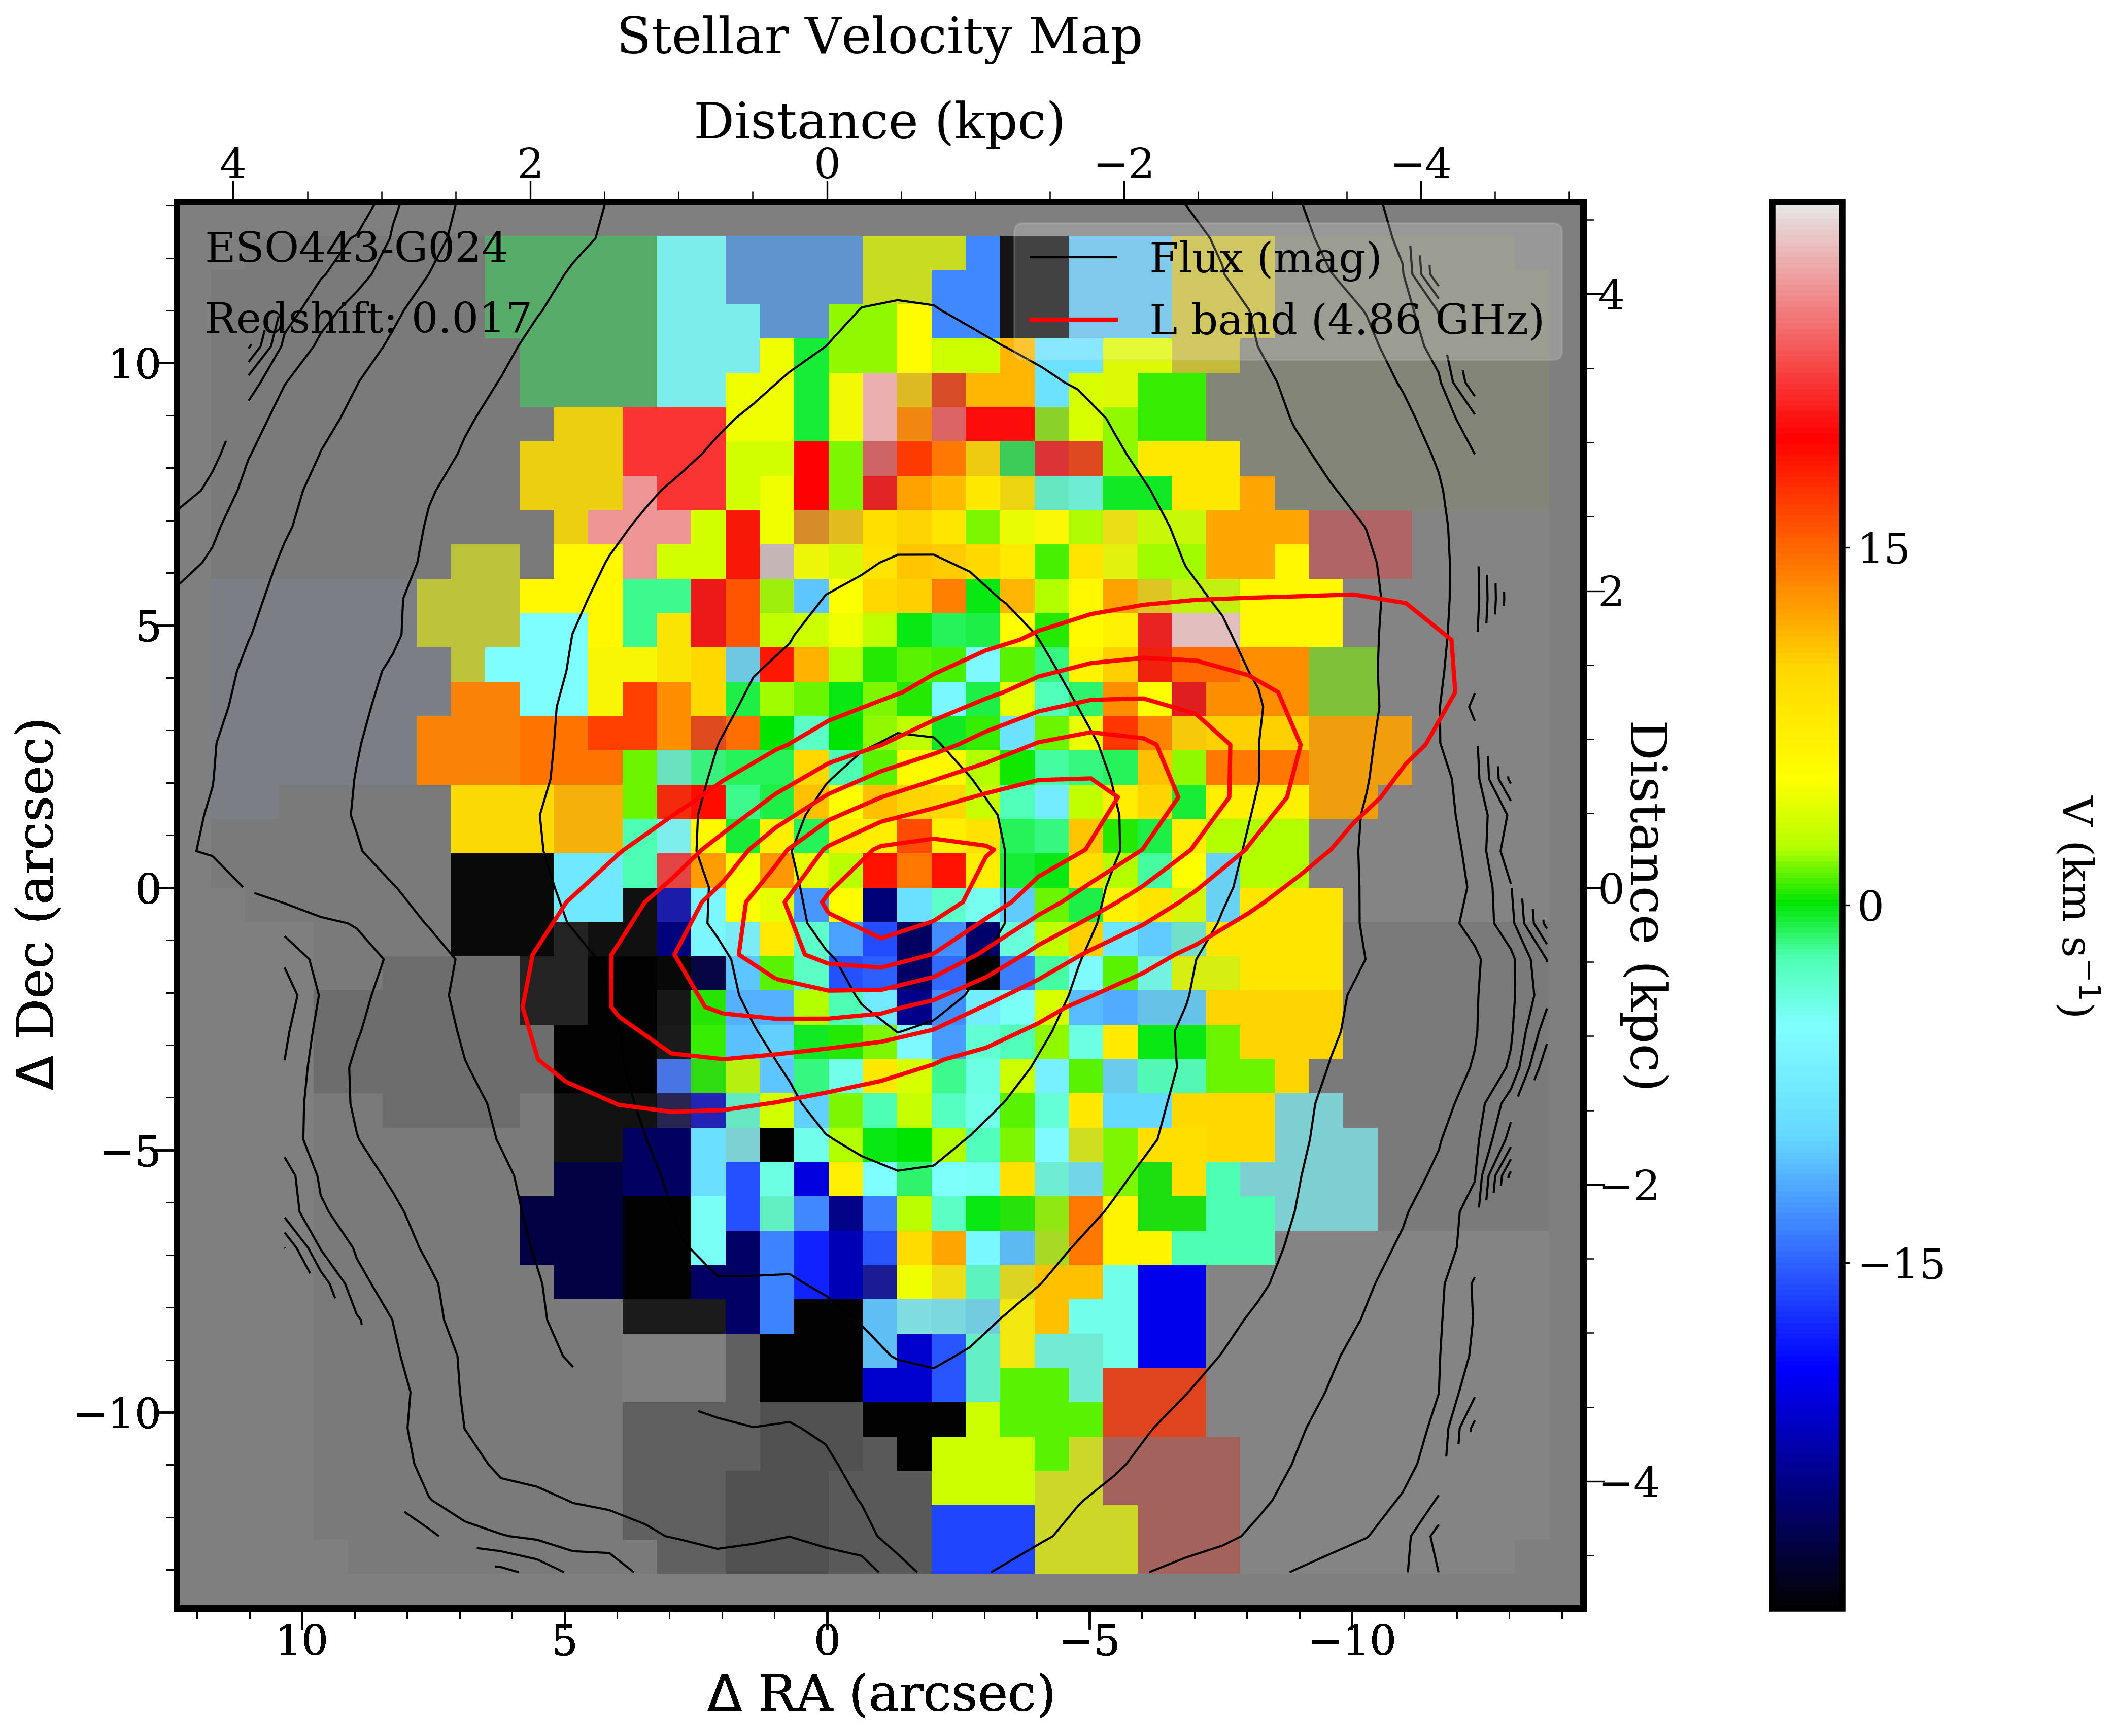 Stellar Velocity Map
Distance (kpc)
4 2 0 −2 −4
ESO443-G024
Redshift: 0.017
Flux (mag)
L band (4.86 GHz)
10
5
0
−5
−10
Δ Dec (arcsec)
4
2
0
−2
−4
Distance (kpc)
15
0
−15
V (km s⁻¹)
10 5 0 −5 −10
Δ RA (arcsec)